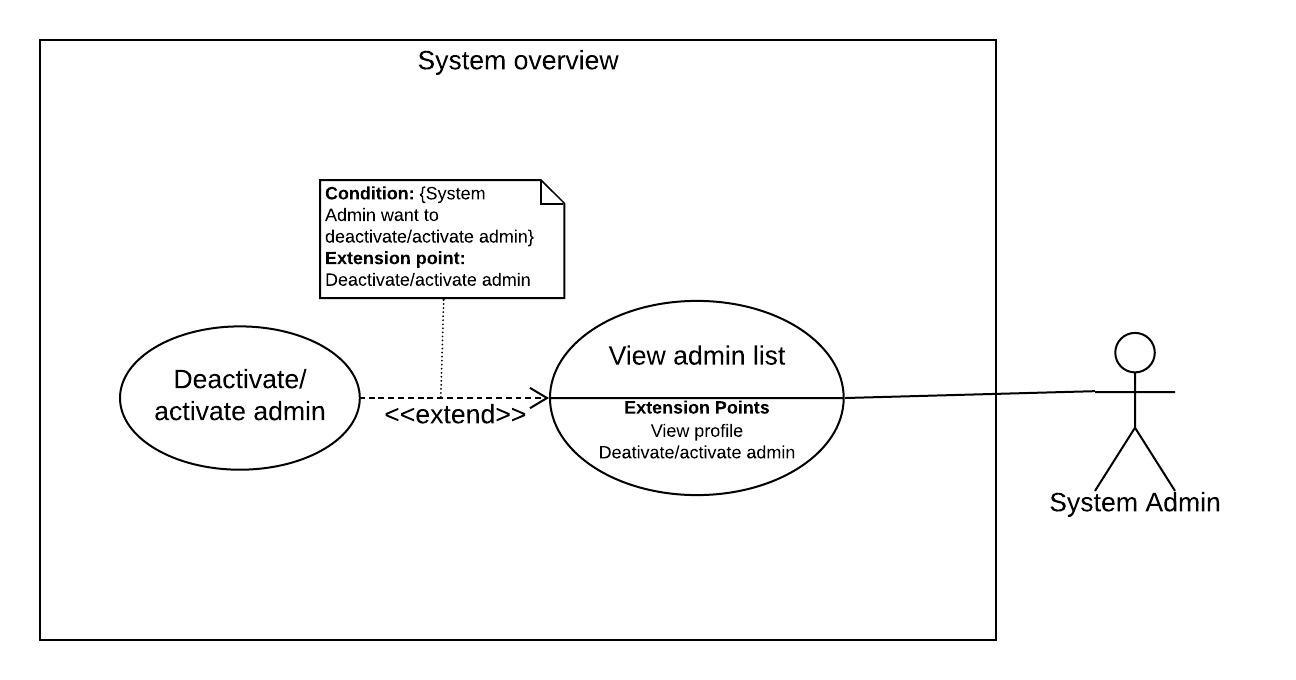 System overview
Condition: {System
Admin want to
deactivate/activate admin}
Extension point:
Deactivate/activate admin
Deactivate/
activate admin
<<extend>>
View admin list
Extension Points
View profile
Deativate/activate admin
System Admin